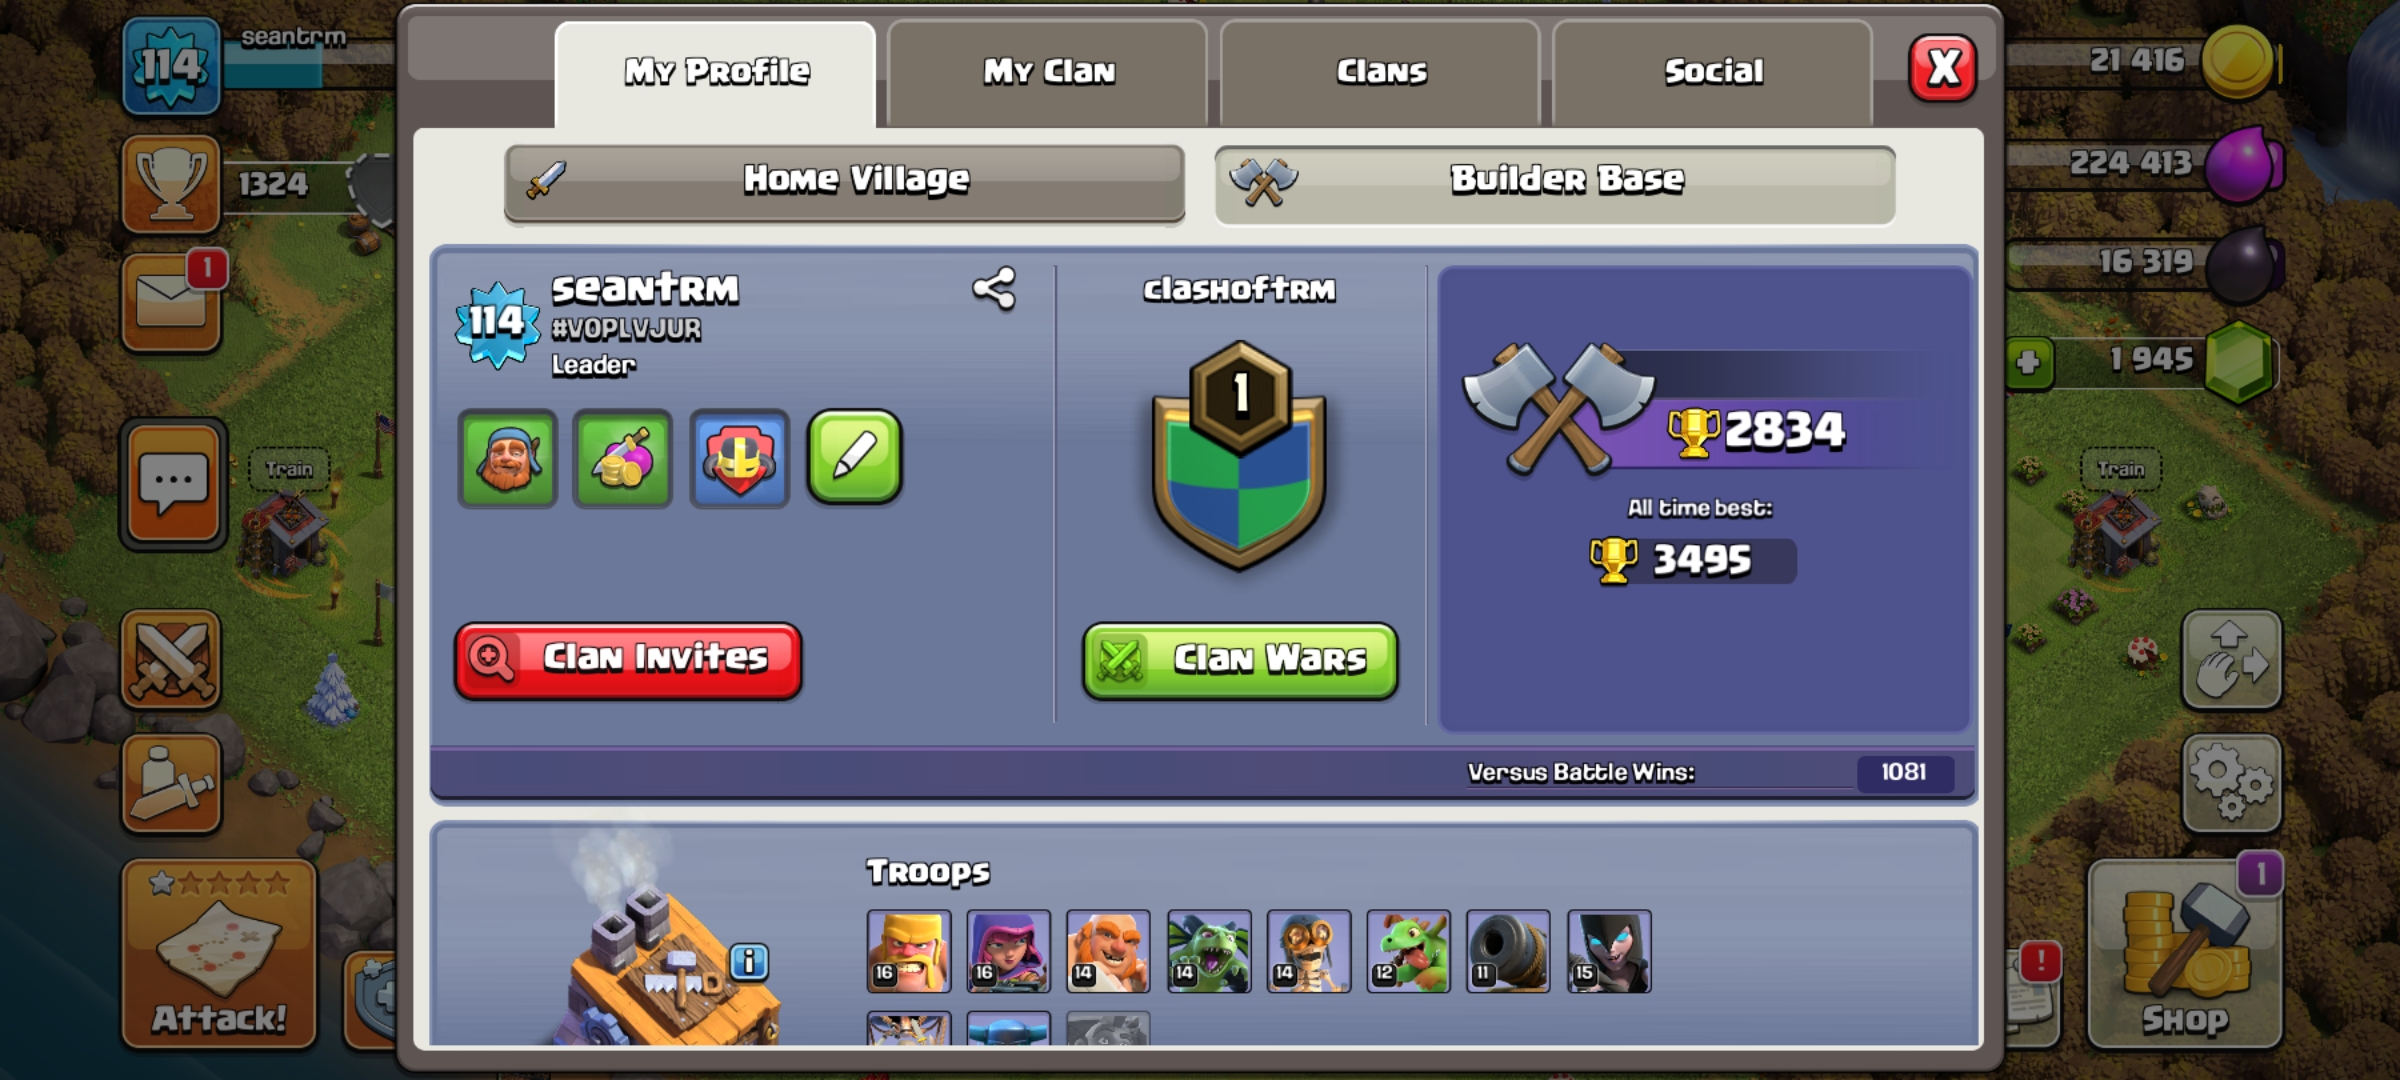 My Profile
My Clan
Clans
Social
X
114
seantrm
1324
1
Train
Attack!
21 416
224 413
16 319
1 945
Train
1
!
Shop
Home Village
Builder Base
114
seantrm
#VOPLVJUR
Leader
Clan Invites
clashoftrm
1
Clan Wars
2834
All time best:
3495
Versus Battle Wins:
1081
Troops
i
16
16
14
14
14
12
11
15